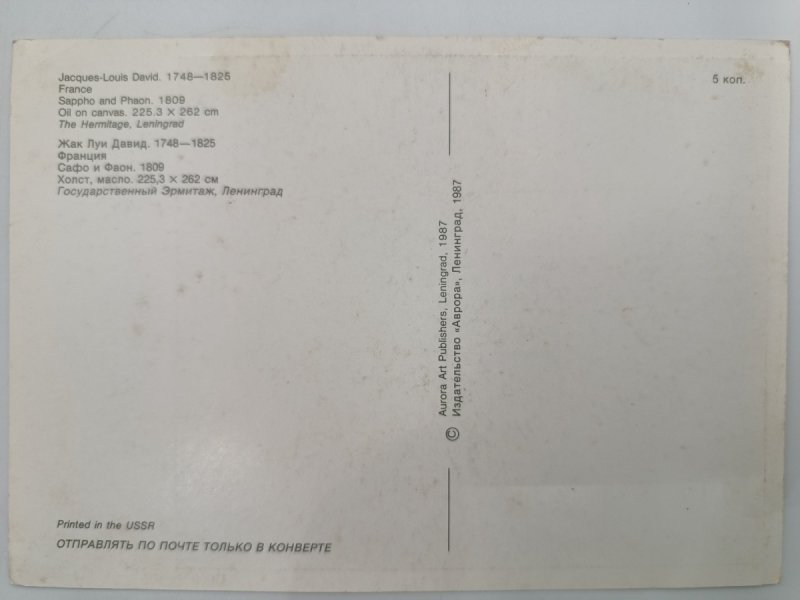 Jacques-Louis David. 1748—1825
France
Sappho and Phaon. 1809
Oil on canvas. 225.3 × 262 cm
The Hermitage, Leningrad
Жак Луи Давид. 1748—1825
Франция
Сафо и Фаон. 1809
Холст, масло. 225,3 × 262 см
Государственный Эрмитаж, Ленинград
5 коп.
© Aurora Art Publishers, Leningrad, 1987
Издательство «Аврора», Ленинград, 1987
Printed in the USSR
ОТПРАВЛЯТЬ ПО ПОЧТЕ ТОЛЬКО В КОНВЕРТЕ